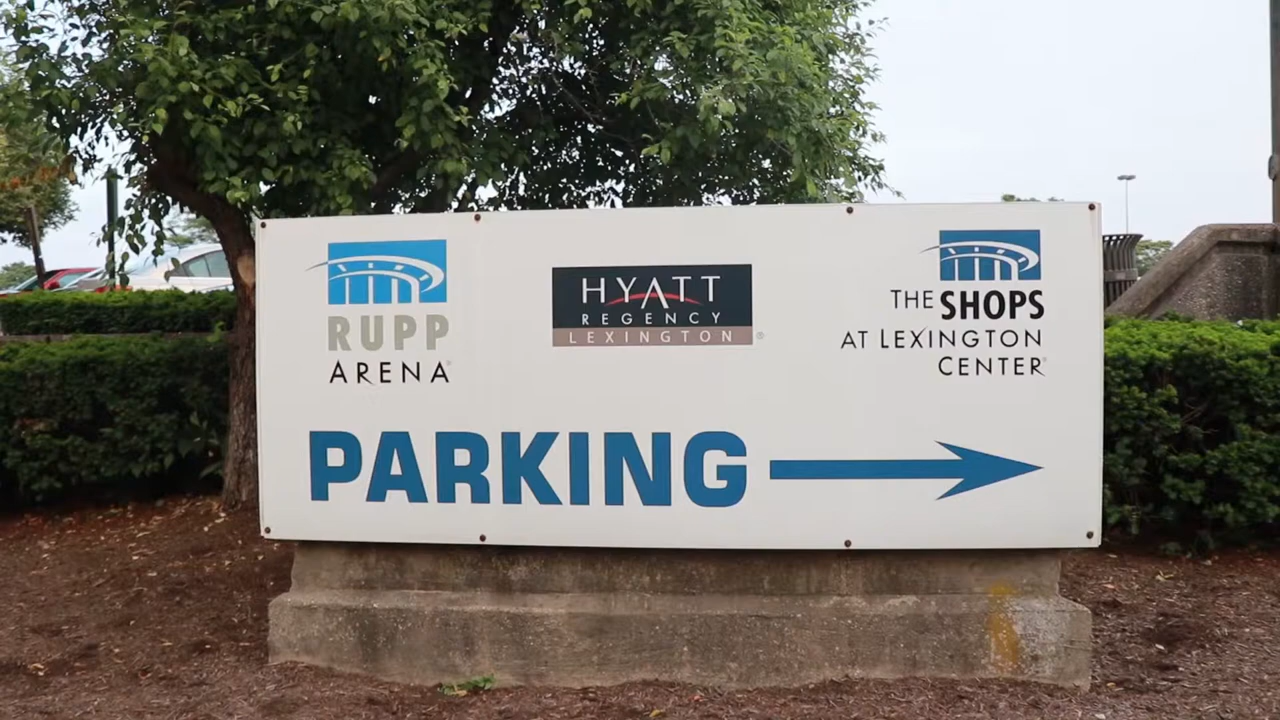 RUPP
ARENA
HYATT
REGENCY
LEXINGTON ®
THE SHOPS
AT LEXINGTON
CENTER
PARKING